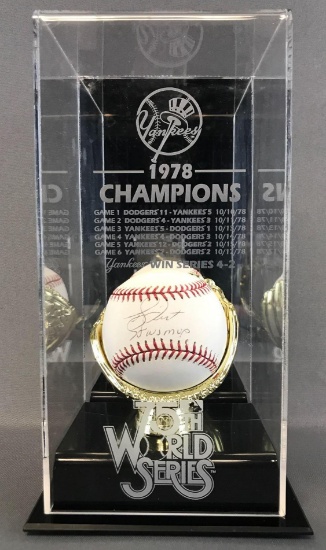 Yankees
1978
CHAMPIONS
GAME 1 DODGERS 11 - YANKEES 5 10/10/78
GAME 2 DODGERS 4 - YANKEES 3 10/11/78
GAME 3 YANKEES 5 - DODGERS 1 10/13/78
GAME 4 YANKEES 4 - DODGERS 3 10/14/78
GAME 5 YANKEES 12 - DODGERS 2 10/15/78
GAME 6 YANKEES 7 - DODGERS 2 10/17/78
Yankees WIN SERIES 4-2
75TH
WORLD
SERIES